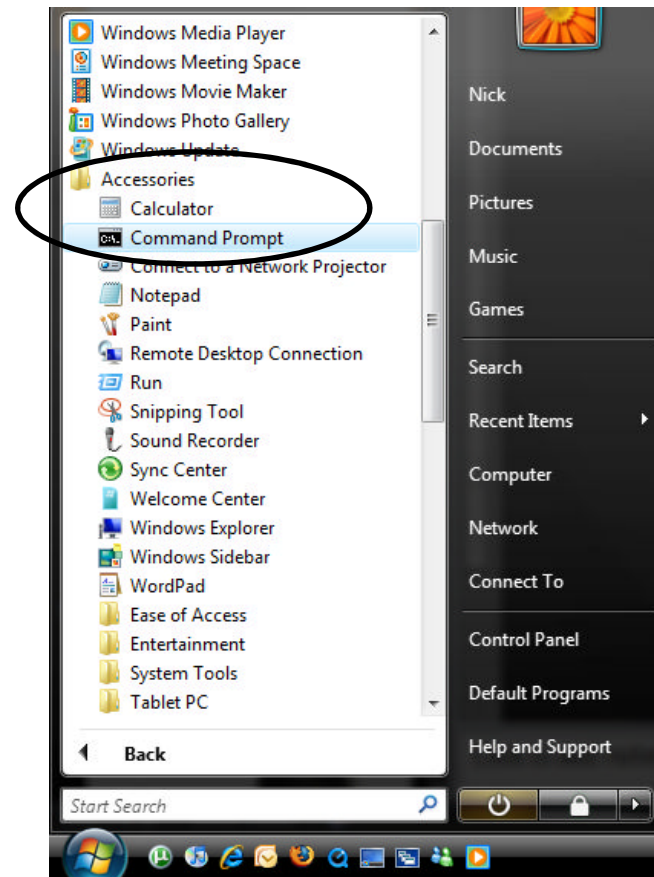 Windows Media Player
Windows Meeting Space
Windows Movie Maker
Windows Photo Gallery
Windows Update
Accessories
Calculator
C:\.
Command Prompt
Connect to a Network Projector
Notepad
Paint
Remote Desktop Connection
Run
Snipping Tool
Sound Recorder
Sync Center
Welcome Center
Windows Explorer
Windows Sidebar
WordPad
Ease of Access
Entertainment
System Tools
Tablet PC
Back
Start Search
Nick
Documents
Pictures
Music
Games
Search
Recent Items
Computer
Network
Connect To
Control Panel
Default Programs
Help and Support